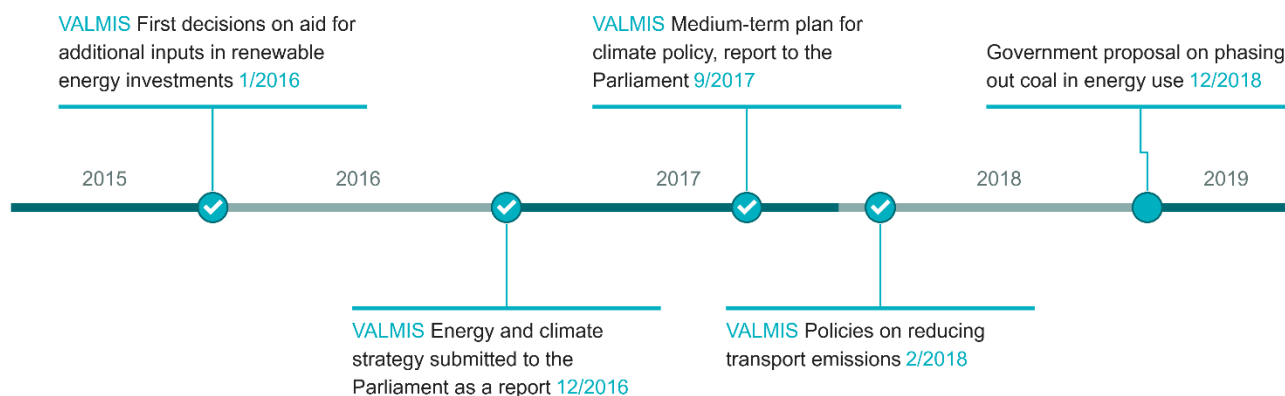 VALMIS First decisions on aid for
additional inputs in renewable
energy investments 1/2016
VALMIS Medium-term plan for
climate policy, report to the
Parliament 9/2017
Government proposal on phasing
out coal in energy use 12/2018
2015
2016
2017
2018
2019
VALMIS Energy and climate
strategy submitted to the
Parliament as a report 12/2016
VALMIS Policies on reducing
transport emissions 2/2018